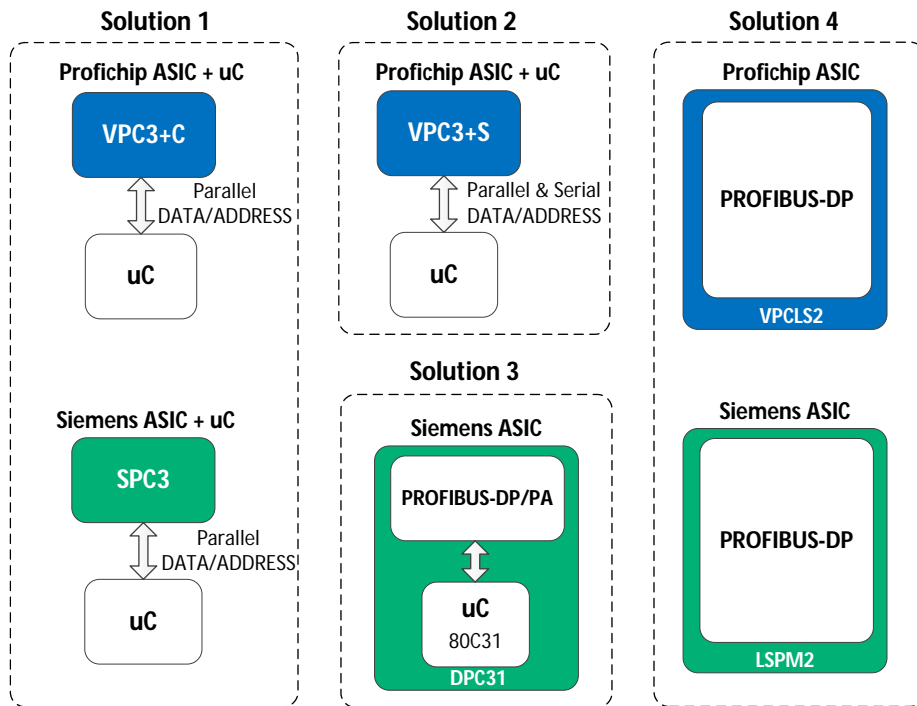 Solution 1
Profichip ASIC + uC
VPC3+C
Parallel
DATA/ADDRESS
uC
Siemens ASIC + uC
SPC3
Parallel
DATA/ADDRESS
uC
Solution 2
Profichip ASIC + uC
VPC3+S
Parallel & Serial
DATA/ADDRESS
uC
Solution 3
Siemens ASIC
PROFIBUS-DP/PA
uC
80C31
DPC31
Solution 4
Profichip ASIC
PROFIBUS-DP
VPCLS2
Siemens ASIC
PROFIBUS-DP
LSPM2